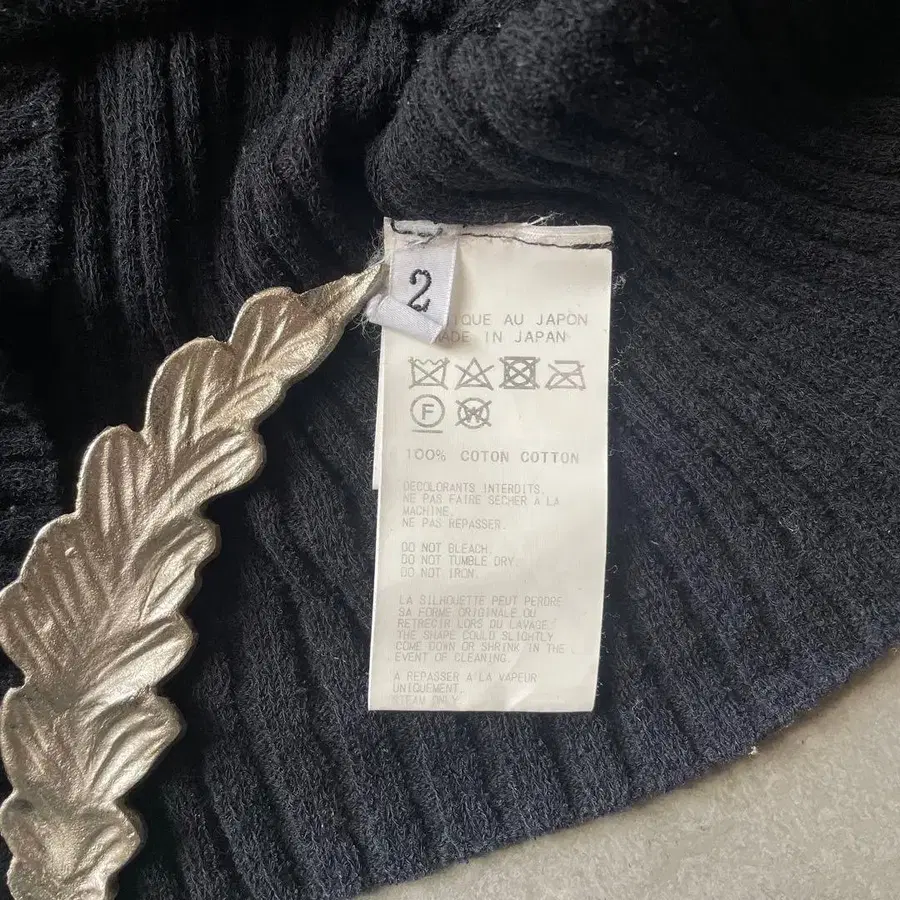 2
QUE AU JAPON
MADE IN JAPAN
F
W
100% COTON COTTON
DECOLORANTS INTERDITS.
NE PAS FAIRE SECHER A LA
MACHINE.
NE PAS REPASSER.
DO NOT BLEACH.
DO NOT TUMBLE DRY.
DO NOT IRON.
LA SILHOUETTE PEUT PERDRE
SA FORME ORIGINALE OU
RETRECIR LORS DU LAVAGE.
THE SHAPE COULD SLIGHTLY
COME DOWN OR SHRINK IN THE
EVENT OF CLEANING.
A REPASSER A LA VAPEUR
UNIQUEMENT.
STEAM ONLY